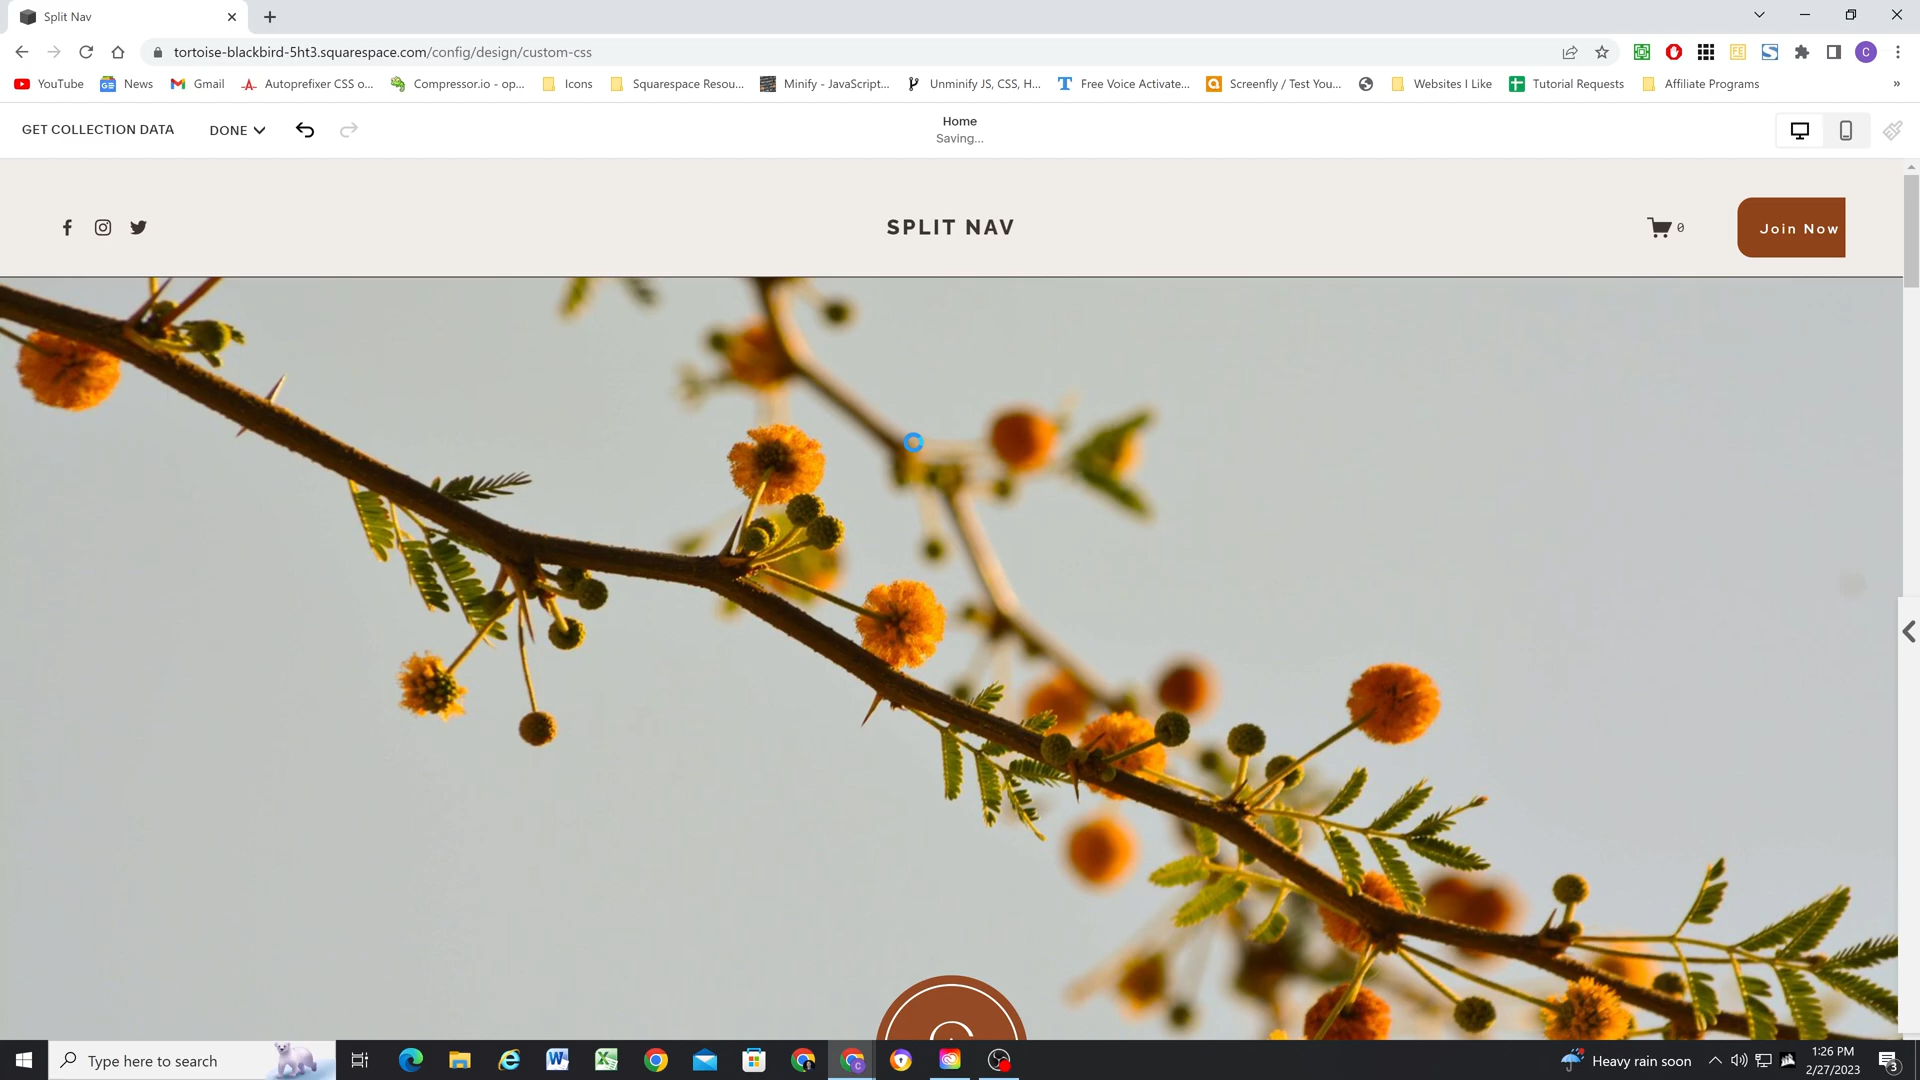 Split Nav
tortoise-blackbird-5ht3.squarespace.com/config/design/custom-css
C
YouTube
News
Gmail
Autoprefixer CSS o...
Compressor.io - op...
Icons
Squarespace Resou...
Minify - JavaScript...
Unminify JS, CSS, H...
Free Voice Activate...
Screenfly / Test You...
Websites I Like
Tutorial Requests
Affiliate Programs
»
GET COLLECTION DATA
DONE
Home
Saving...
SPLIT NAV
0
Join Now
Type here to search
Heavy rain soon
1:26 PM
2/27/2023
3